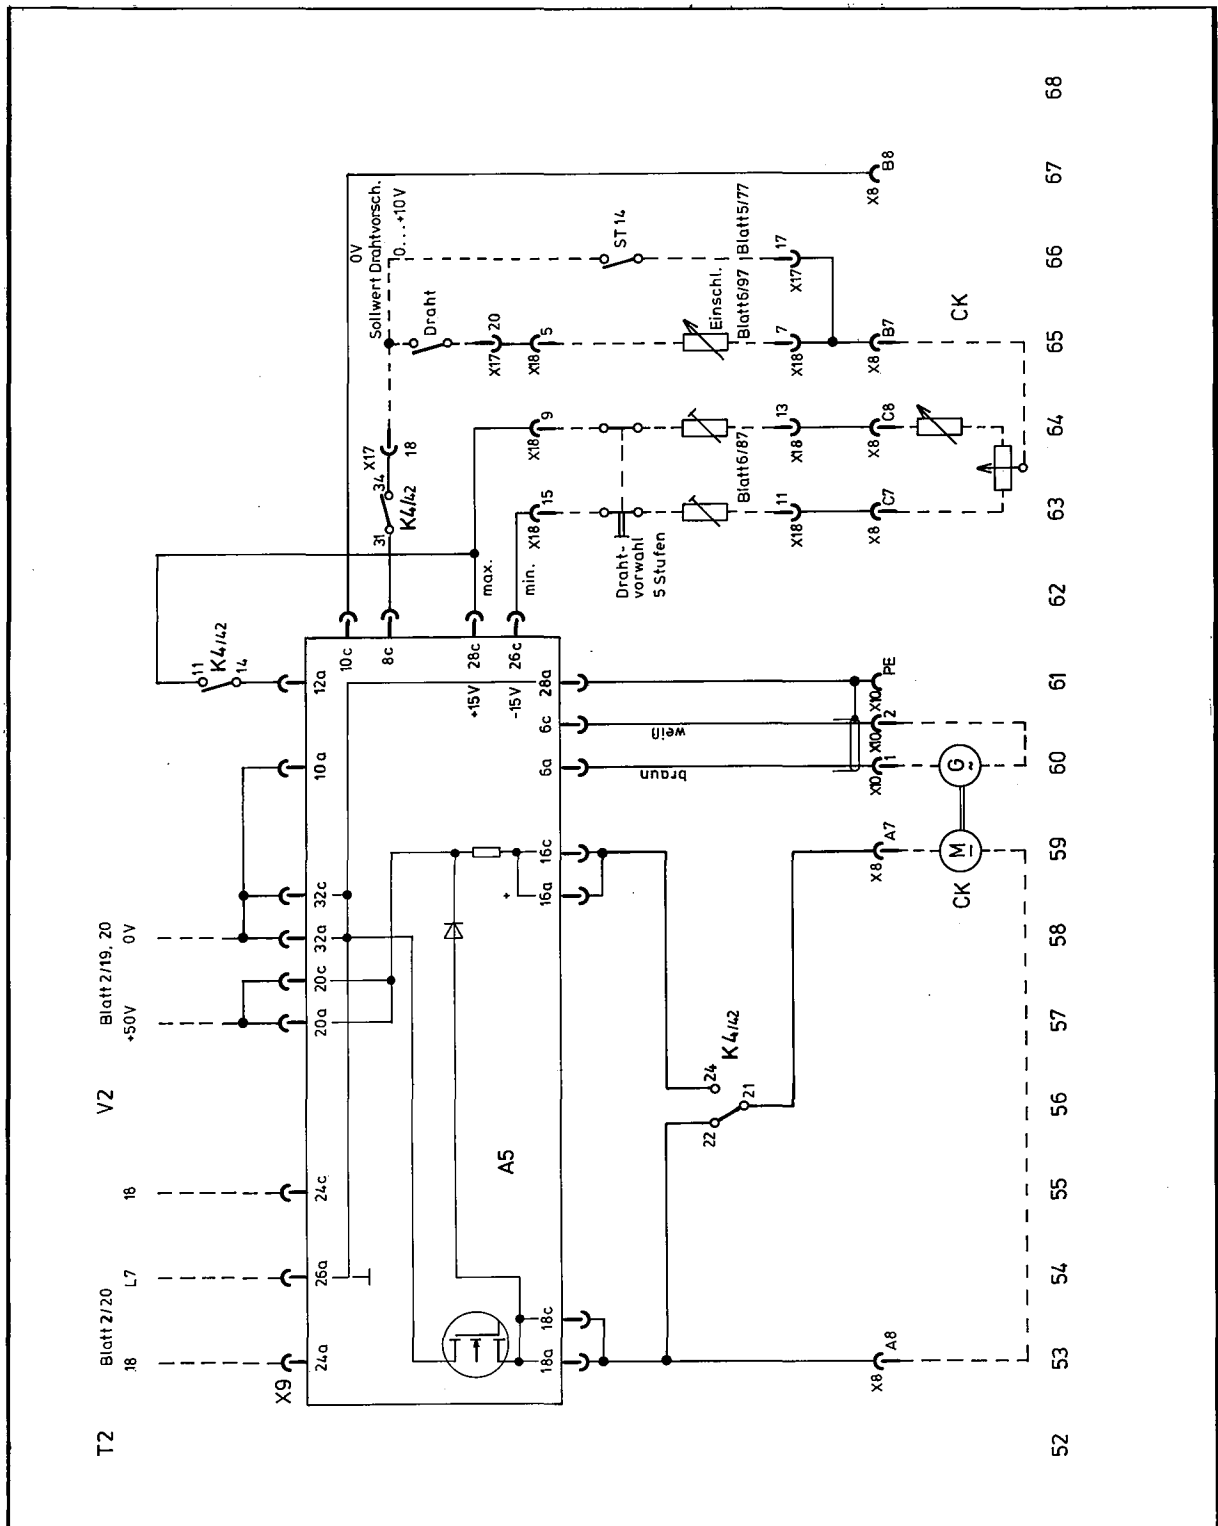 T2
V2
Blatt 2/20
Blatt 2/19, 20
18
L7
18
+50V
0V
11
K4/42
14
X9
24a
26a
24c
20a
20c
32a
32c
10a
12a
10c
8c
28c
26c
+15V
-15V
0V
Sollwert Drahtvorsch.
0...+10V
31
34
K4/42
X17
18
Draht
max.
min.
A5
18a
18c
+
16a
16c
6a
6c
28a
X17
20
X18
5
X18
9
X18
15
ST14
Draht-
vorwahl
5 Stufen
braun
weiß
22
24
21
K4/42
Einschl.
Blatt6/97
Blatt5/77
Blatt6/87
X18
11
X18
13
X18
7
X17
17
X8
A8
X8
A7
X10
1
X10
2
X10
PE
X8
C7
X8
C8
X8
B7
X8
B8
M
G
~
CK
CK
52
53
54
55
56
57
58
59
60
61
62
63
64
65
66
67
68